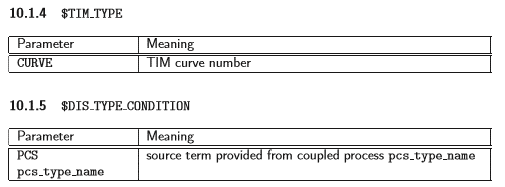 10.1.4 $TIM_TYPE
Parameter Meaning
CURVE TIM curve number
10.1.5 $DIS_TYPE_CONDITION
Parameter Meaning
PCS source term provided from coupled process pcs_type_name
pcs_type_name